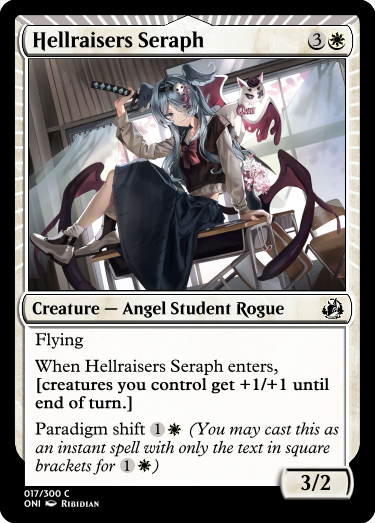 Hellraisers Seraph 3
Creature — Angel Student Rogue
Flying
When Hellraisers Seraph enters,
[creatures you control get +1/+1 until
end of turn.]
Paradigm shift 1 (You may cast this
as an instant spell with only the text in square
brackets for 1 )
3/2
017/300 C
ONI Ribidian